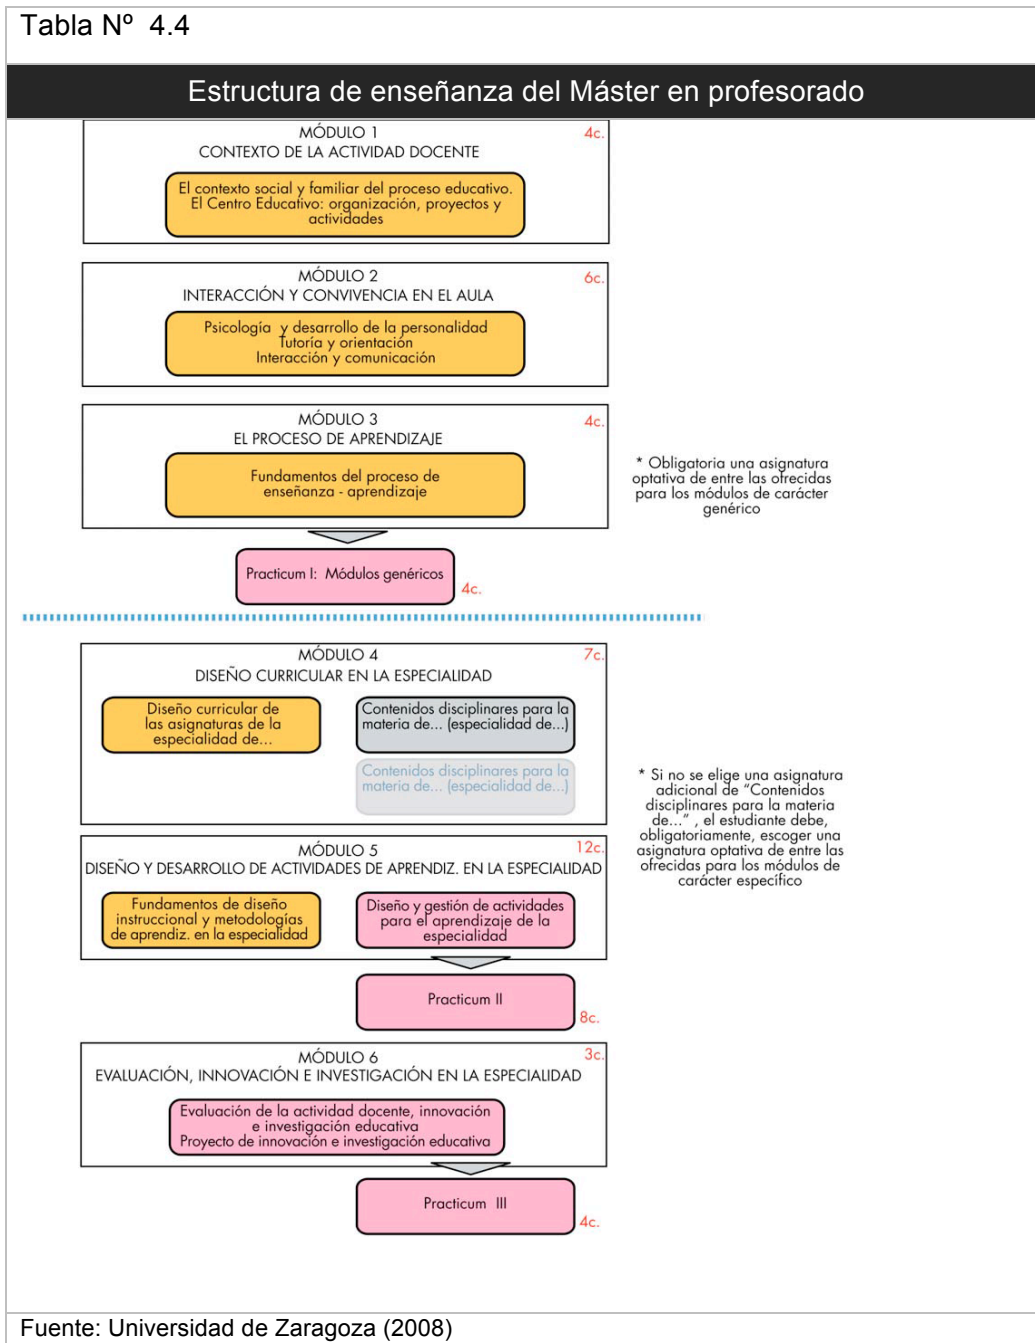 Tabla Nº 4.4
Estructura de enseñanza del Máster en profesorado
MÓDULO 1
4c.
CONTEXTO DE LA ACTIVIDAD DOCENTE
El contexto social y familiar del proceso educativo.
El Centro Educativo: organización, proyectos y
actividades
MÓDULO 2
6c.
INTERACCIÓN Y CONVIVENCIA EN EL AULA
Psicología y desarrollo de la personalidad
Tutoría y orientación
Interacción y comunicación
MÓDULO 3
4c.
EL PROCESO DE APRENDIZAJE
Fundamentos del proceso de
enseñanza - aprendizaje
* Obligatoria una asignatura
optativa de entre las ofrecidas
para los módulos de carácter
genérico
Practicum I: Módulos genéricos
4c.
MÓDULO 4
7c.
DISEÑO CURRICULAR EN LA ESPECIALIDAD
Diseño curricular de
las asignaturas de la
especialidad de...
Contenidos disciplinares para la
materia de... (especialidad de...)
Contenidos disciplinares para la
materia de... (especialidad de...)
* Si no se elige una asignatura
adicional de “Contenidos
disciplinares para la materia
de...” , el estudiante debe,
obligatoriamente, escoger una
asignatura optativa de entre las
ofrecidas para los módulos de
carácter específico
MÓDULO 5
12c.
DISEÑO Y DESARROLLO DE ACTIVIDADES DE APRENDIZ. EN LA ESPECIALIDAD
Fundamentos de diseño
instruccional y metodologías
de aprendiz. en la especialidad
Diseño y gestión de actividades
para el aprendizaje de la
especialidad
Practicum II
8c.
MÓDULO 6
3c.
EVALUACIÓN, INNOVACIÓN E INVESTIGACIÓN EN LA ESPECIALIDAD
Evaluación de la actividad docente, innovación
e investigación educativa
Proyecto de innovación e investigación educativa
Practicum III
4c.
Fuente: Universidad de Zaragoza (2008)